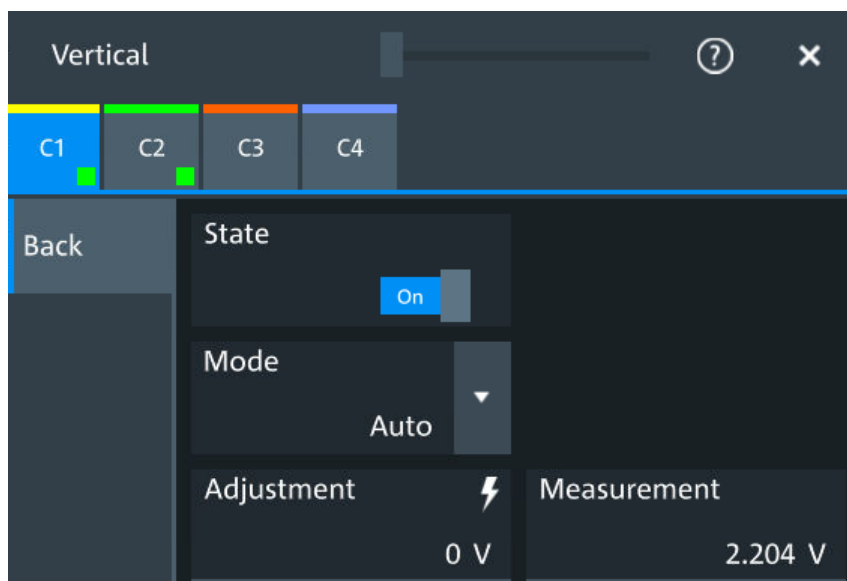 Vertical
?
C1
C2
C3
C4
Back
State
On
Mode
Auto
Adjustment
0 V
Measurement
2.204 V